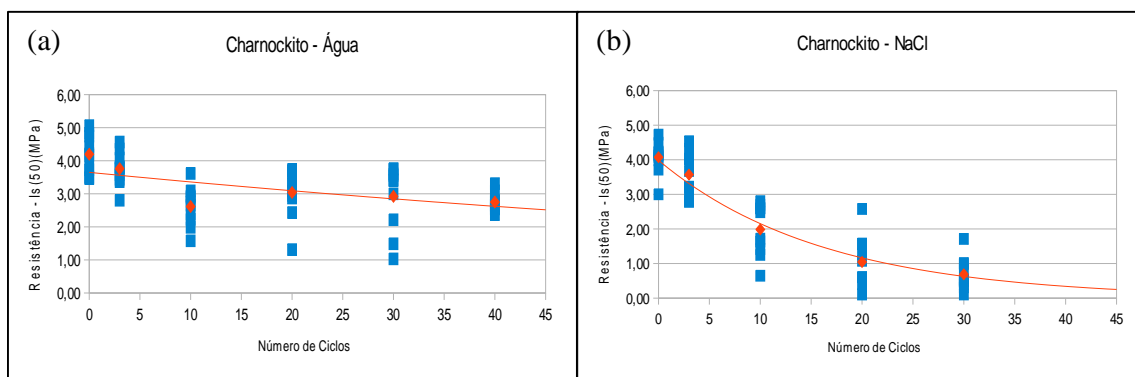 (a)
Charnockito - Água
Resistência - Is(50)(MPa)
6,00
5,00
4,00
3,00
2,00
1,00
0,00
0 5 10 15 20 25 30 35 40 45
Número de Ciclos
(b)
Charnockito - NaCl
Resistência - Is(50)(MPa)
6,00
5,00
4,00
3,00
2,00
1,00
0,00
0 5 10 15 20 25 30 35 40 45
Número de Ciclos